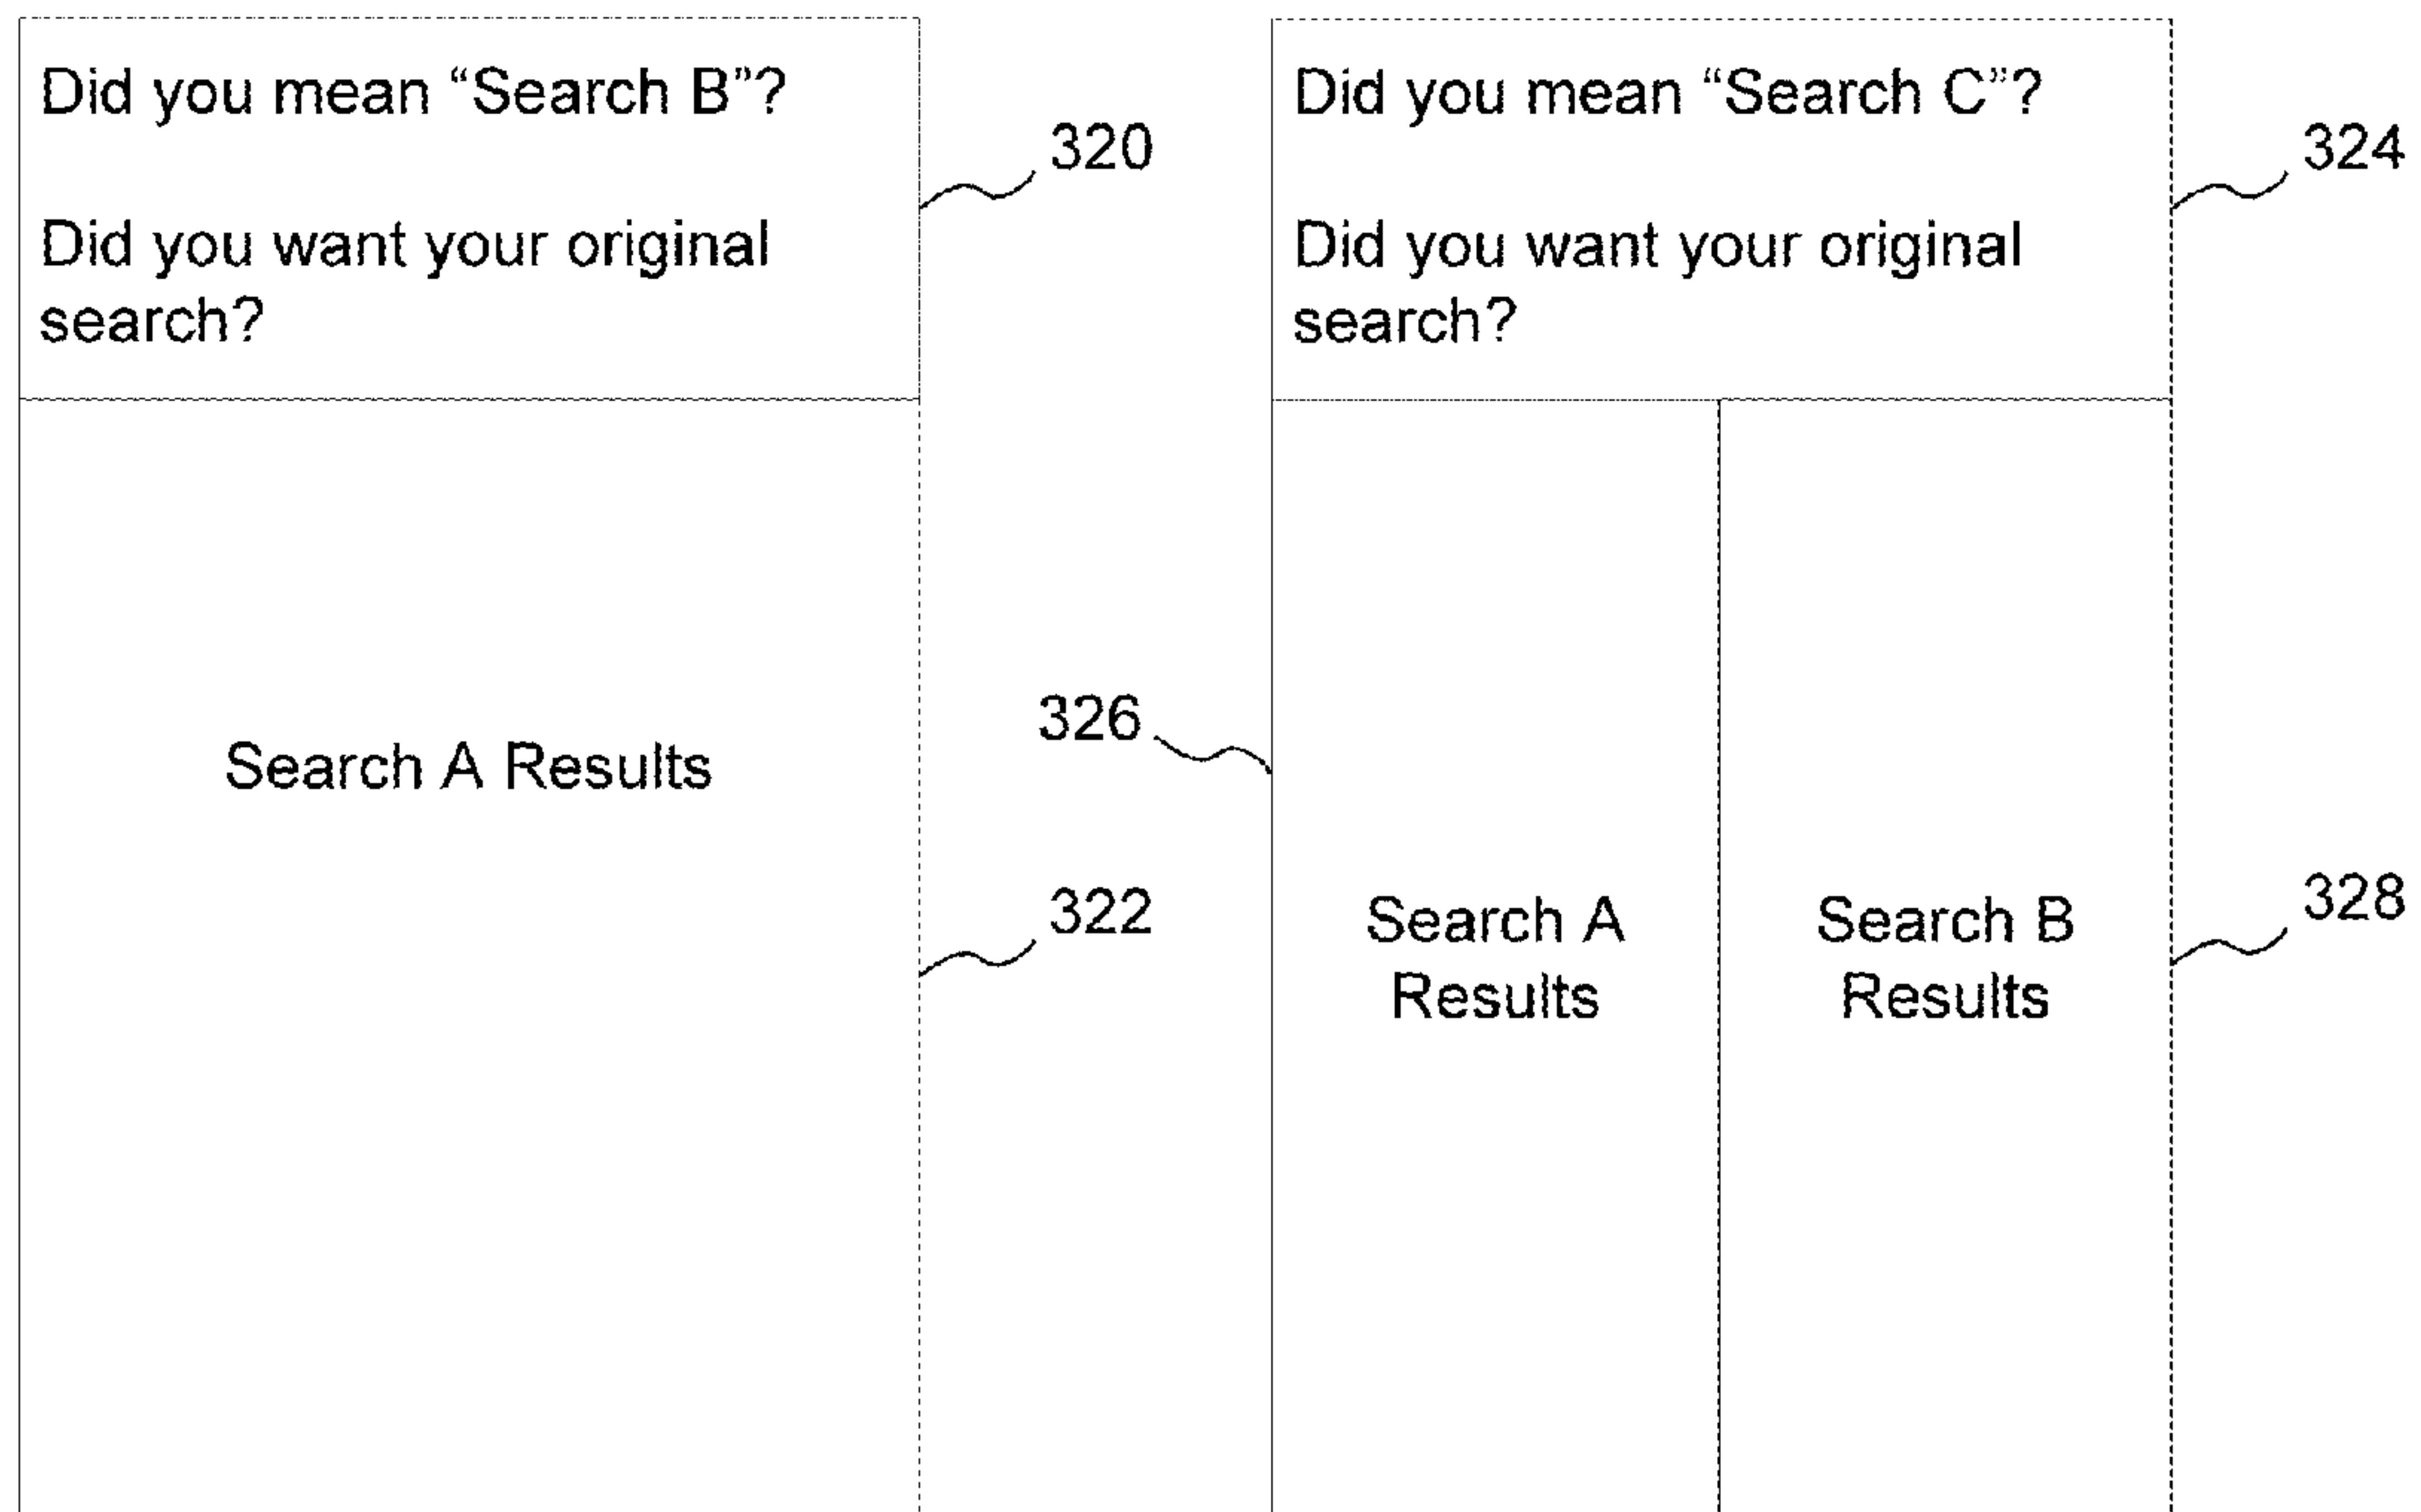 Did you mean “Search B”?
Did you want your original
search?
320
Search A Results
322
Did you mean “Search C”?
Did you want your original
search?
324
326
Search A
Results
Search B
Results
328